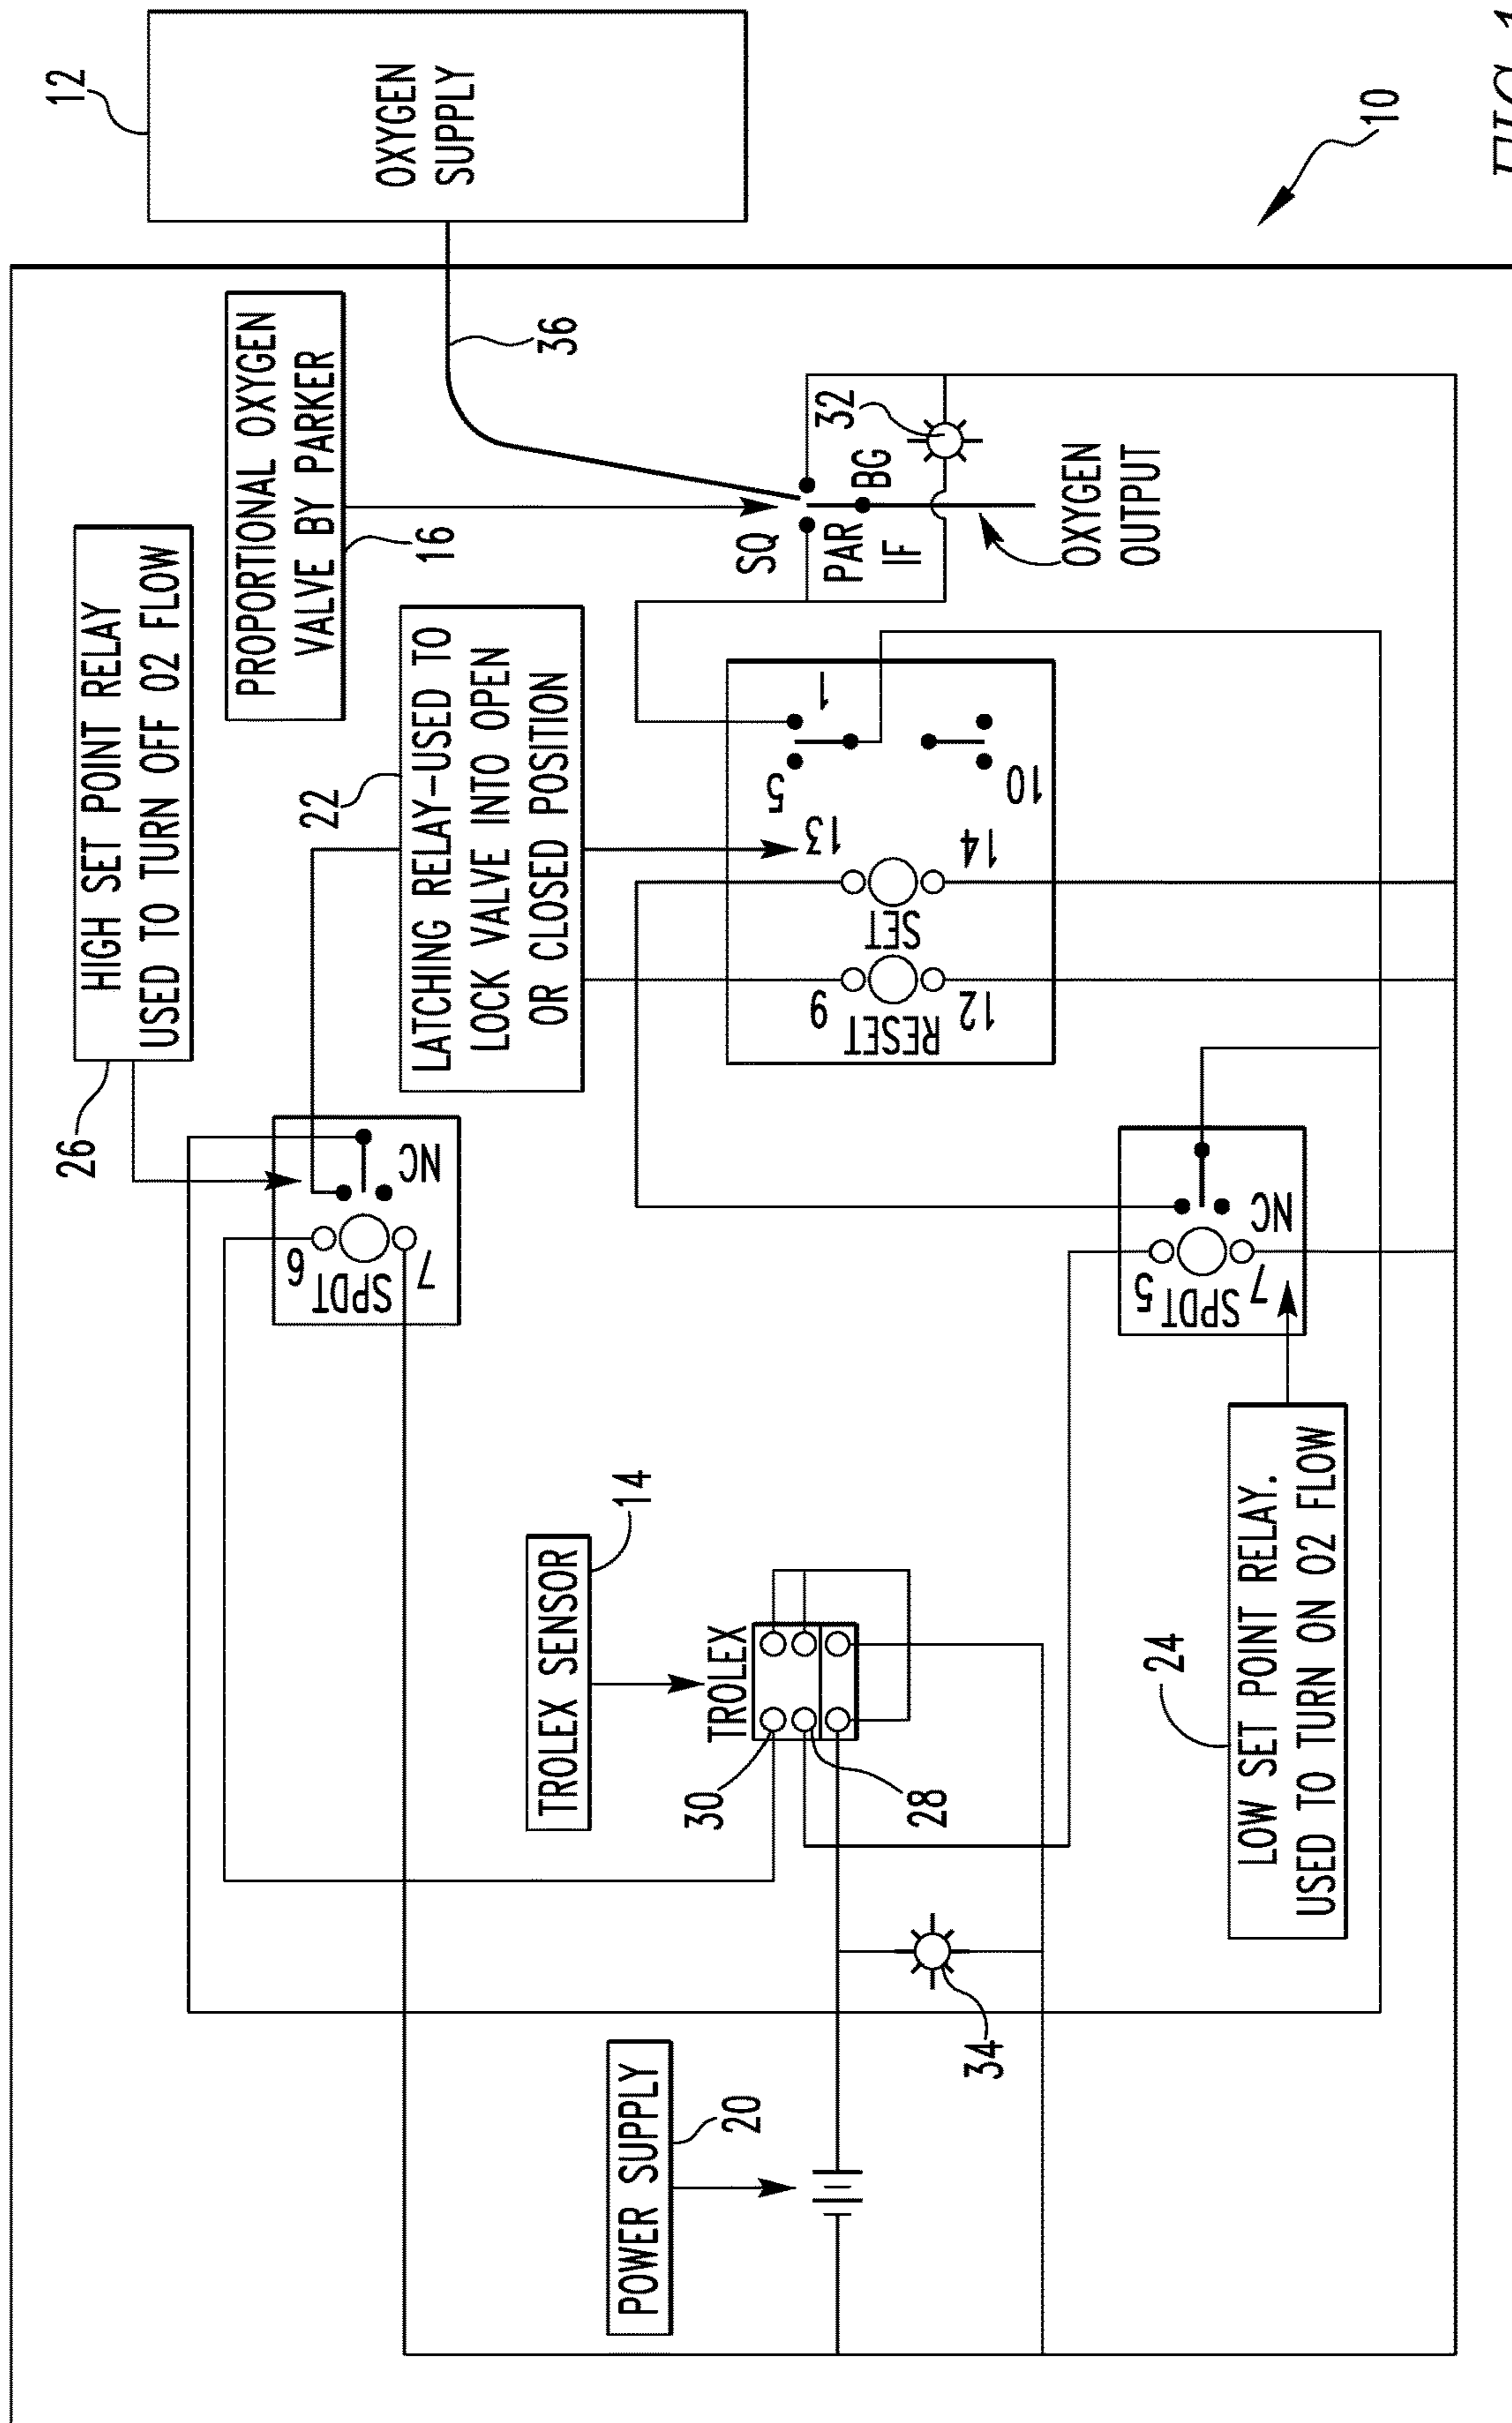 12
OXYGEN
SUPPLY
10
FIG. 1
PROPORTIONAL OXYGEN
VALVE BY PARKER
16
36
SQ
PAR
IF
BG
32
OXYGEN
OUTPUT
HIGH SET POINT RELAY
USED TO TURN OFF O2 FLOW
26
22
LATCHING RELAY-USED TO
LOCK VALVE INTO OPEN
OR CLOSED POSITION
1
5
10
13
14
SET
9
12
RESET
NC
6
7
SPDT
NC
5
7
SPDT
TROLEX SENSOR
14
TROLEX
30
28
24
LOW SET POINT RELAY.
USED TO TURN ON O2 FLOW
34
POWER SUPPLY
20